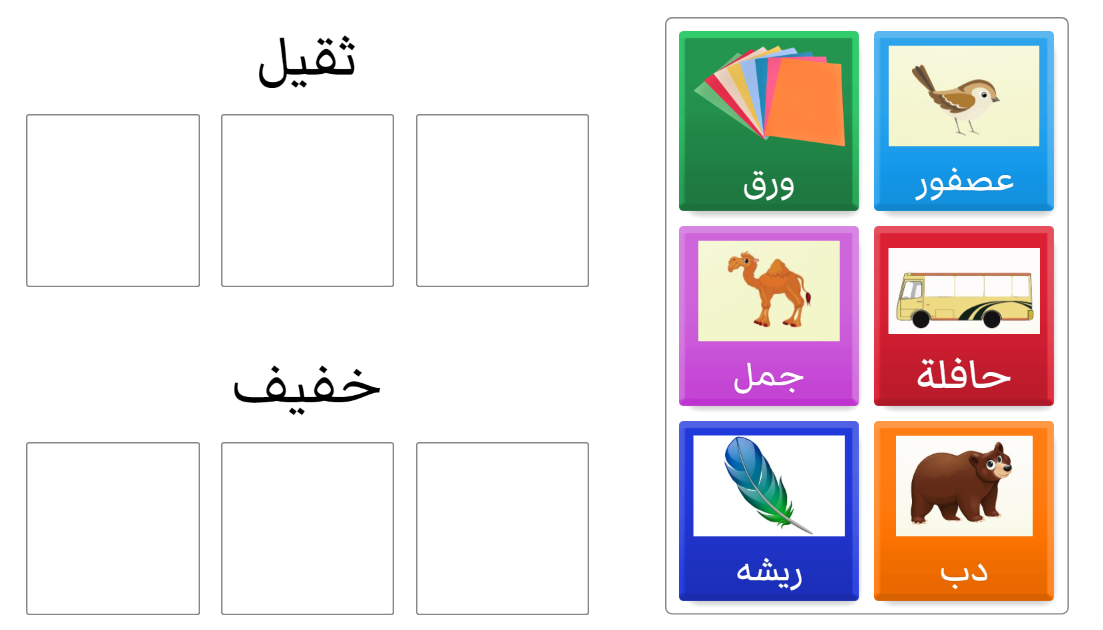 ثقيل
خفيف
عصفور
ورق
حافلة
جمل
دب
ريشه